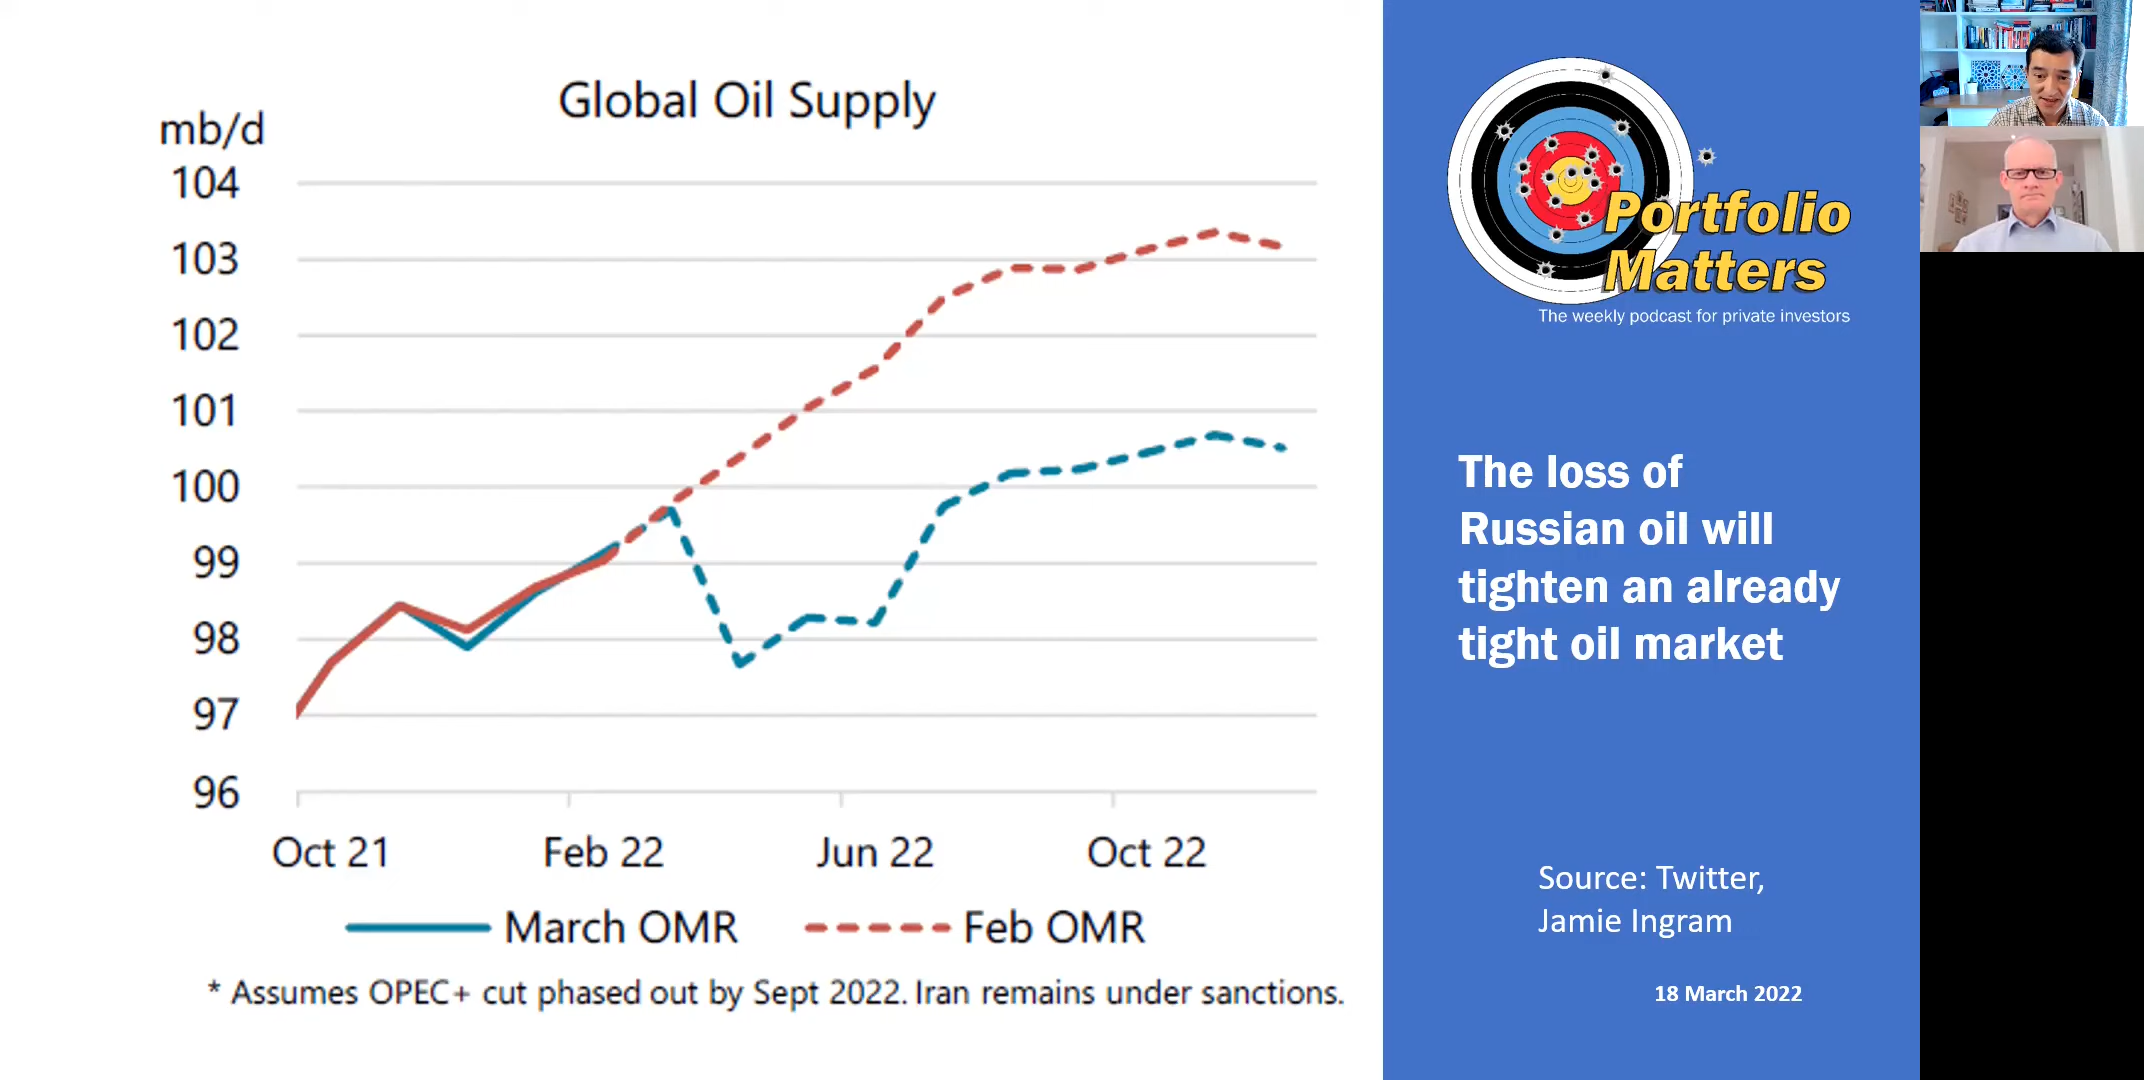 Global Oil Supply
mb/d
104
103
102
101
100
99
98
97
96
Oct 21
Feb 22
Jun 22
Oct 22
March OMR
Feb OMR
* Assumes OPEC+ cut phased out by Sept 2022. Iran remains under sanctions.
Portfolio
Matters
The weekly podcast for private investors
The loss of
Russian oil will
tighten an already
tight oil market
Source: Twitter,
Jamie Ingram
18 March 2022